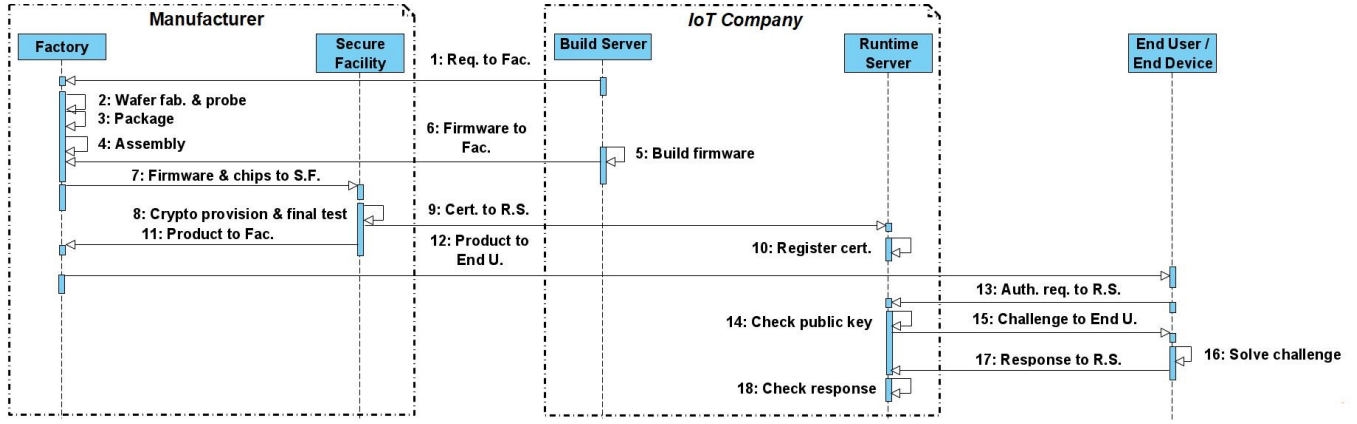 Manufacturer
IoT Company
Factory
Secure
Facility
Build Server
Runtime
Server
End User /
End Device
1: Req. to Fac.
2: Wafer fab. & probe
3: Package
4: Assembly
5: Build firmware
6: Firmware to
Fac.
7: Firmware & chips to S.F.
8: Crypto provision & final test
9: Cert. to R.S.
10: Register cert.
11: Product to Fac.
12: Product to
End U.
13: Auth. req. to R.S.
14: Check public key
15: Challenge to End U.
16: Solve challenge
17: Response to R.S.
18: Check response